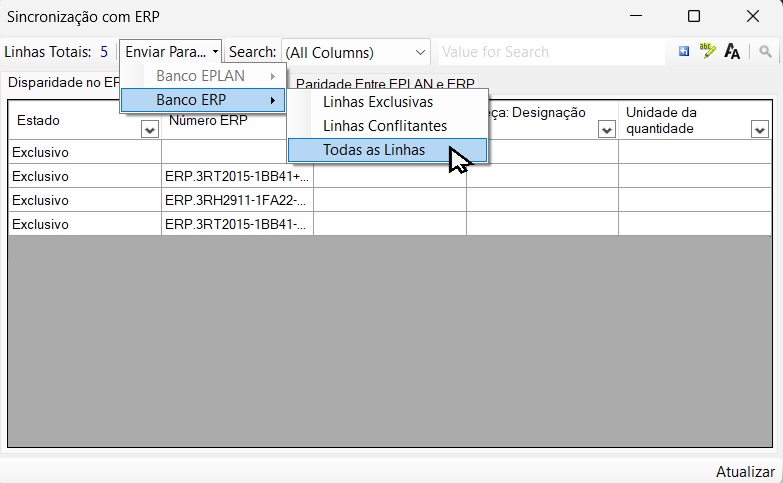 Sincronização com ERP
Linhas Totais: 5 Enviar Para... Search: (All Columns) Value for Search
Banco EPLAN
Banco ERP
Linhas Exclusivas
Linhas Conflitantes
Todas as Linhas
Disparidade no EP
Paridade Entre EPLAN e ERP
Estado Número ERP eça: Designação Unidade da
quantidade
Exclusivo
Exclusivo ERP.3RT2015-1BB41+...
Exclusivo ERP.3RH2911-1FA22-...
Exclusivo ERP.3RT2015-1BB41-...
Atualizar